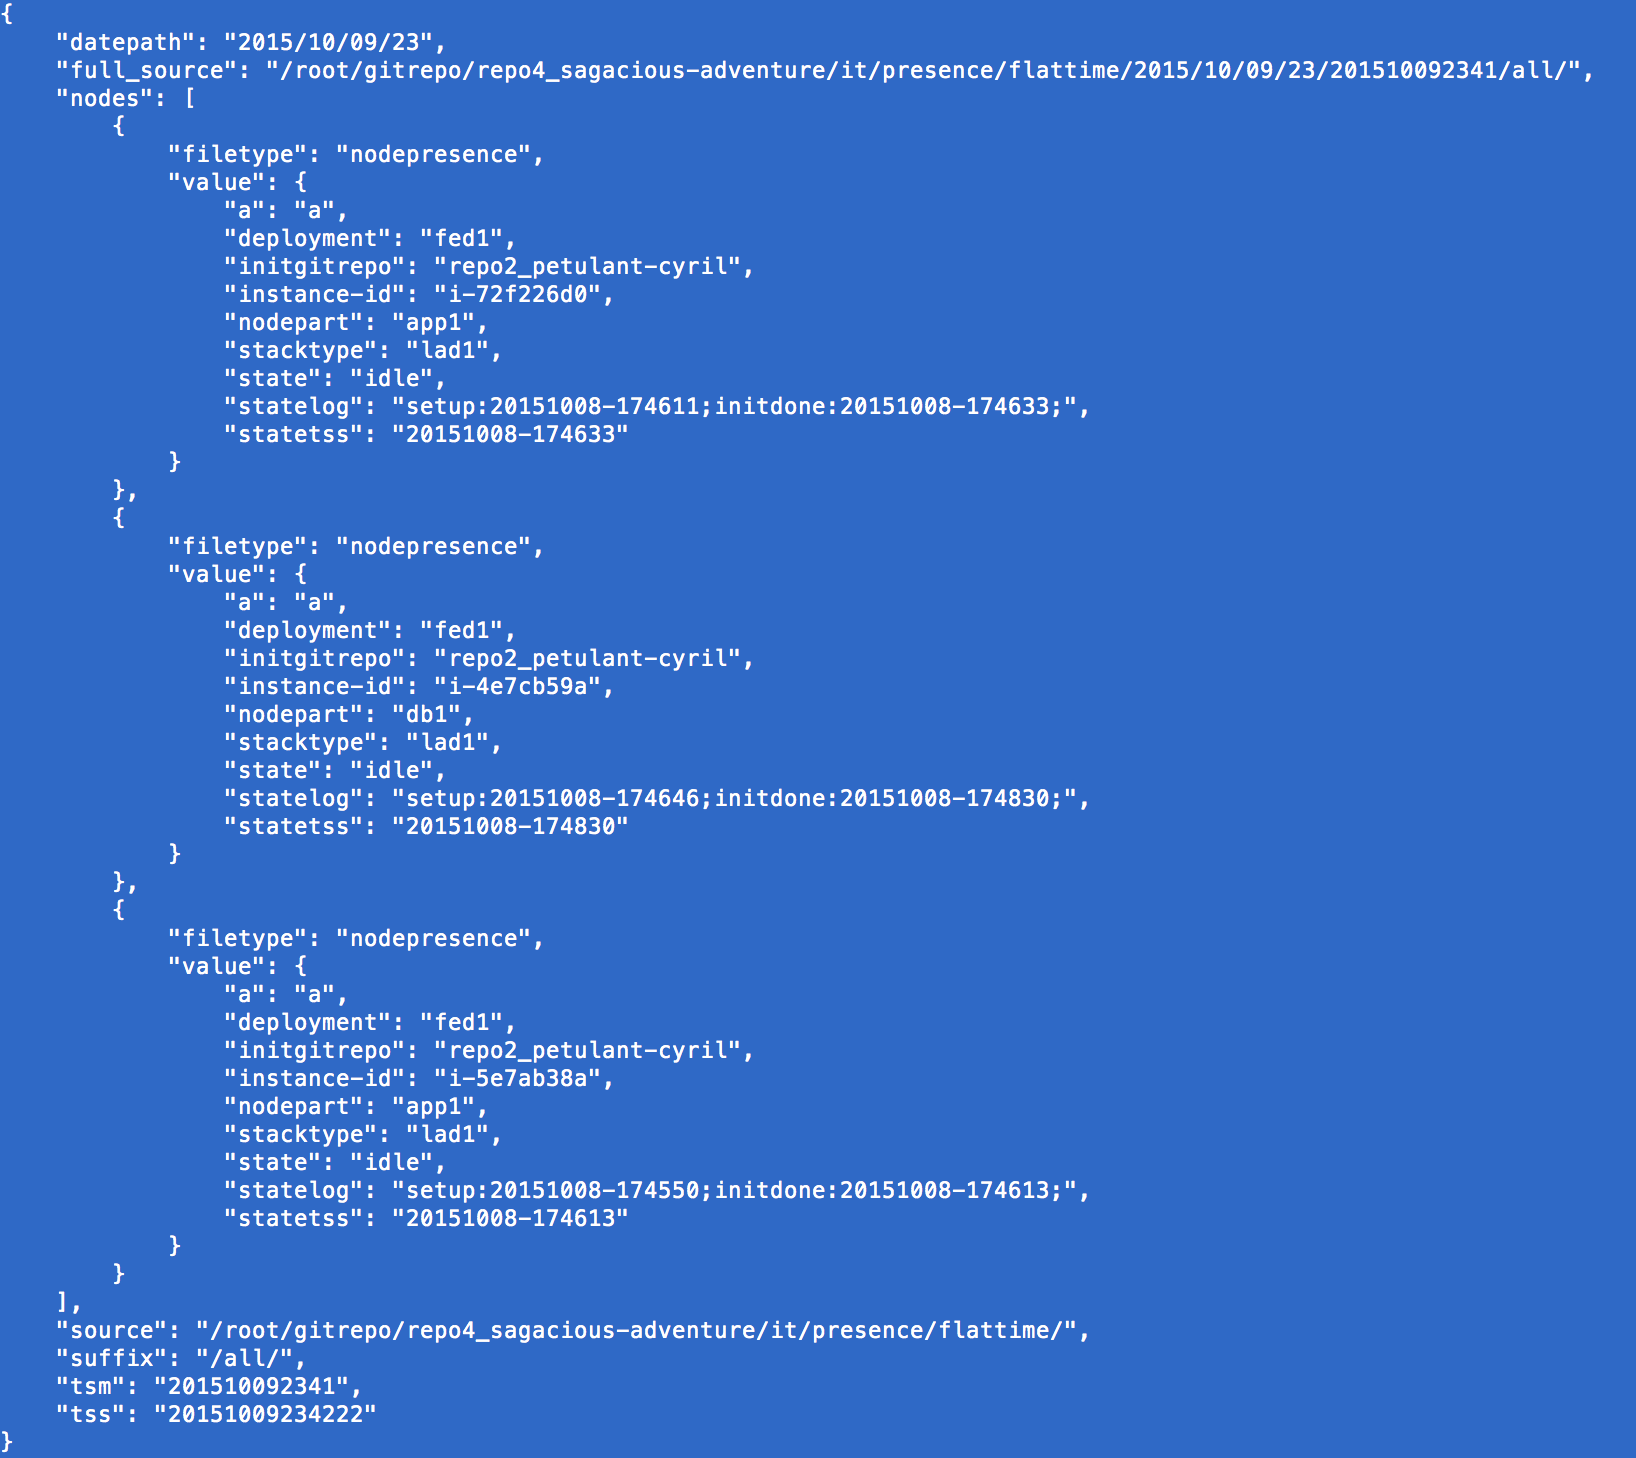 {
    "datepath": "2015/10/09/23",
    "full_source": "/root/gitrepo/repo4_sagacious-adventure/it/presence/flattime/2015/10/09/23/201510092341/all/",
    "nodes": [
        {
            "filetype": "nodepresence",
            "value": {
                "a": "a",
                "deployment": "fed1",
                "initgitrepo": "repo2_petulant-cyril",
                "instance-id": "i-72f226d0",
                "nodepart": "app1",
                "stacktype": "lad1",
                "state": "idle",
                "statelog": "setup:20151008-174611;initdone:20151008-174633;",
                "statetss": "20151008-174633"
            }
        },
        {
            "filetype": "nodepresence",
            "value": {
                "a": "a",
                "deployment": "fed1",
                "initgitrepo": "repo2_petulant-cyril",
                "instance-id": "i-4e7cb59a",
                "nodepart": "db1",
                "stacktype": "lad1",
                "state": "idle",
                "statelog": "setup:20151008-174646;initdone:20151008-174830;",
                "statetss": "20151008-174830"
            }
        },
        {
            "filetype": "nodepresence",
            "value": {
                "a": "a",
                "deployment": "fed1",
                "initgitrepo": "repo2_petulant-cyril",
                "instance-id": "i-5e7ab38a",
                "nodepart": "app1",
                "stacktype": "lad1",
                "state": "idle",
                "statelog": "setup:20151008-174550;initdone:20151008-174613;",
                "statetss": "20151008-174613"
            }
        }
    ],
    "source": "/root/gitrepo/repo4_sagacious-adventure/it/presence/flattime/",
    "suffix": "/all/",
    "tsm": "201510092341",
    "tss": "20151009234222"
}